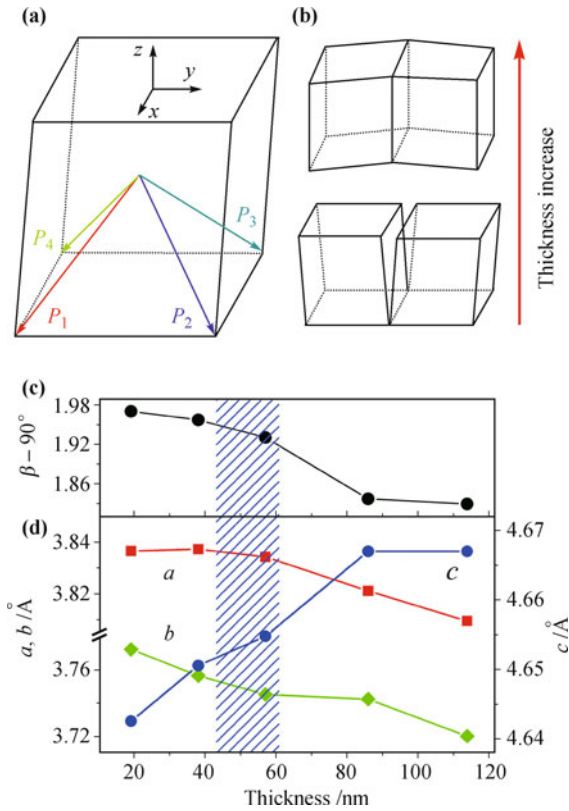 (a)
z
y
x
P4
P3
P1
P2
(b)
Thickness increase
(c)
1.98
1.92
1.86
β − 90°
(d)
3.84
3.82
3.76
3.72
a, b/Å
a
b
c
4.67
4.66
4.65
4.64
c/Å
20 40 60 80 100 120
Thickness /nm